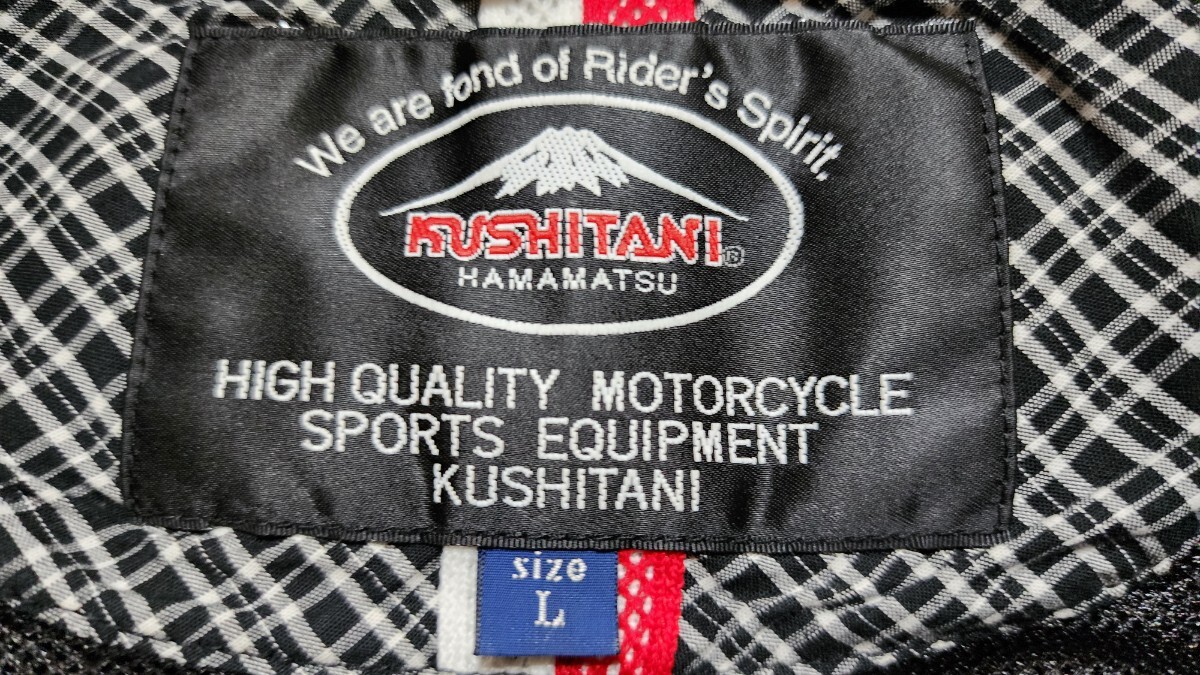 We are fond of Rider's Spirit.
KUSHITANI®
HAMAMATSU
HIGH QUALITY MOTORCYCLE
SPORTS EQUIPMENT
KUSHITANI
size
L